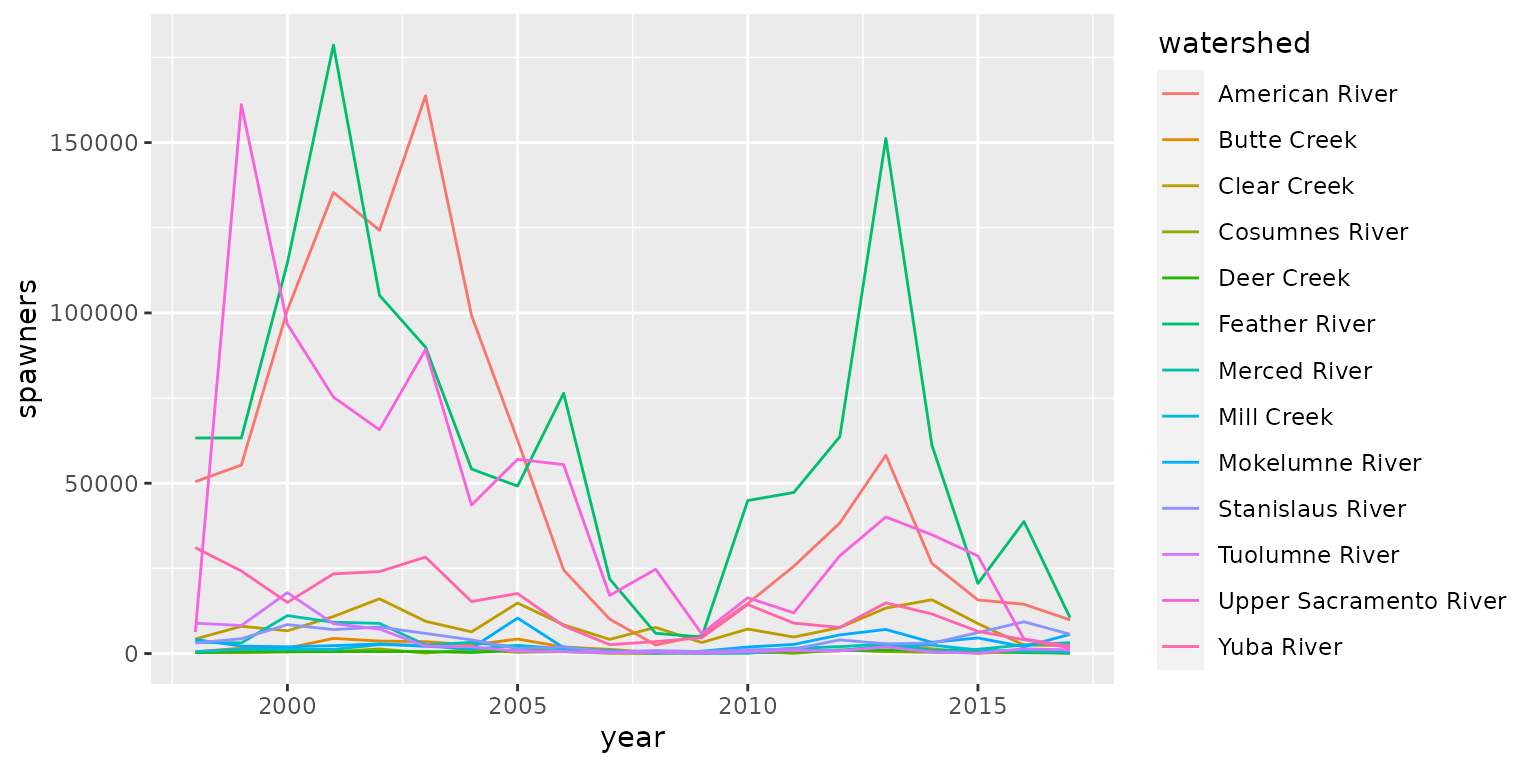 spawners
150000
100000
50000
0
2000 2005 2010 2015
year
watershed
American River
Butte Creek
Clear Creek
Cosumnes River
Deer Creek
Feather River
Merced River
Mill Creek
Mokelumne River
Stanislaus River
Tuolumne River
Upper Sacramento River
Yuba River